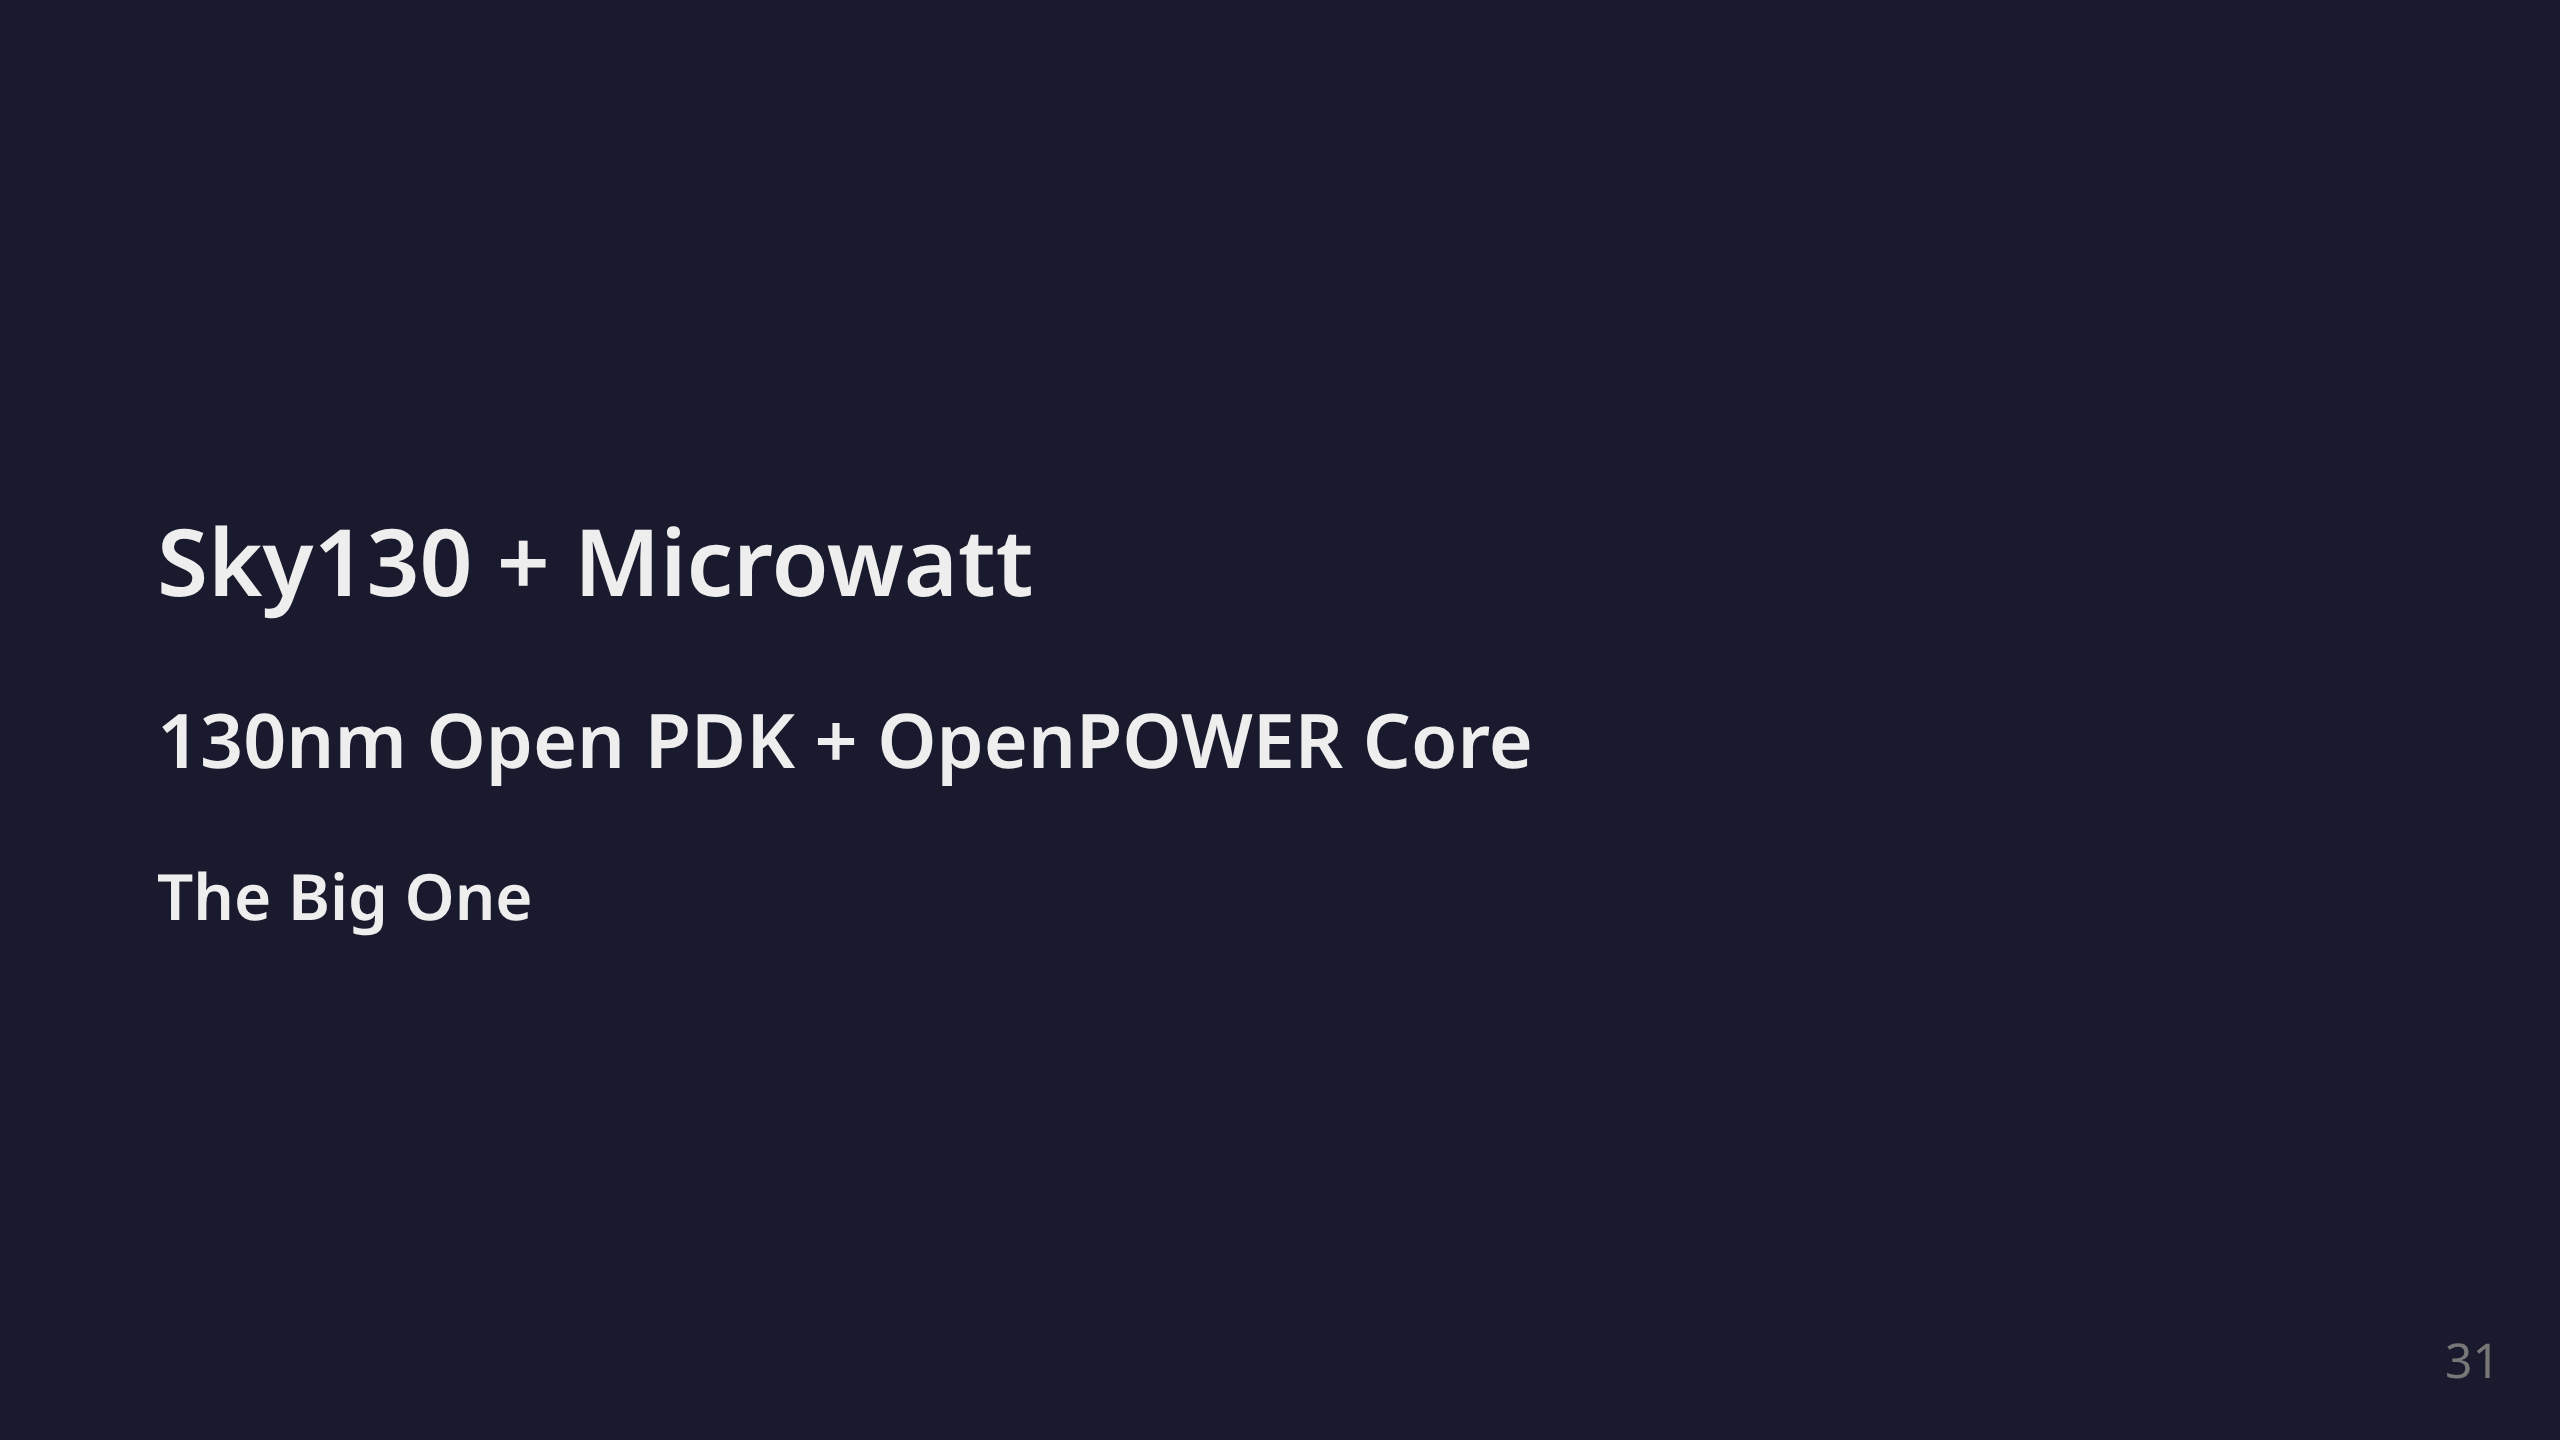 Sky130 + Microwatt
130nm Open PDK + OpenPOWER Core
The Big One
31